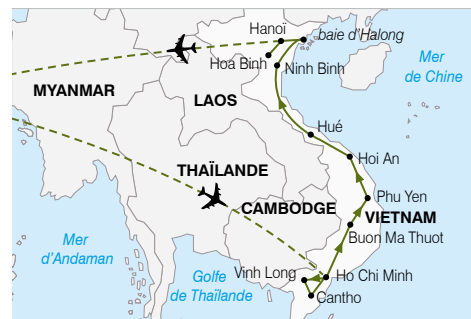 Hanoï
baie d'Halong
Hoa Binh
Ninh Binh
Mer
de Chine
MYANMAR
LAOS
Hué
Hoi An
THAÏLANDE
Phu Yen
CAMBODGE
VIETNAM
Buon Ma Thuot
Mer
d'Andaman
Golfe
de Thaïlande
Vinh Long
Ho Chi Minh
Cantho